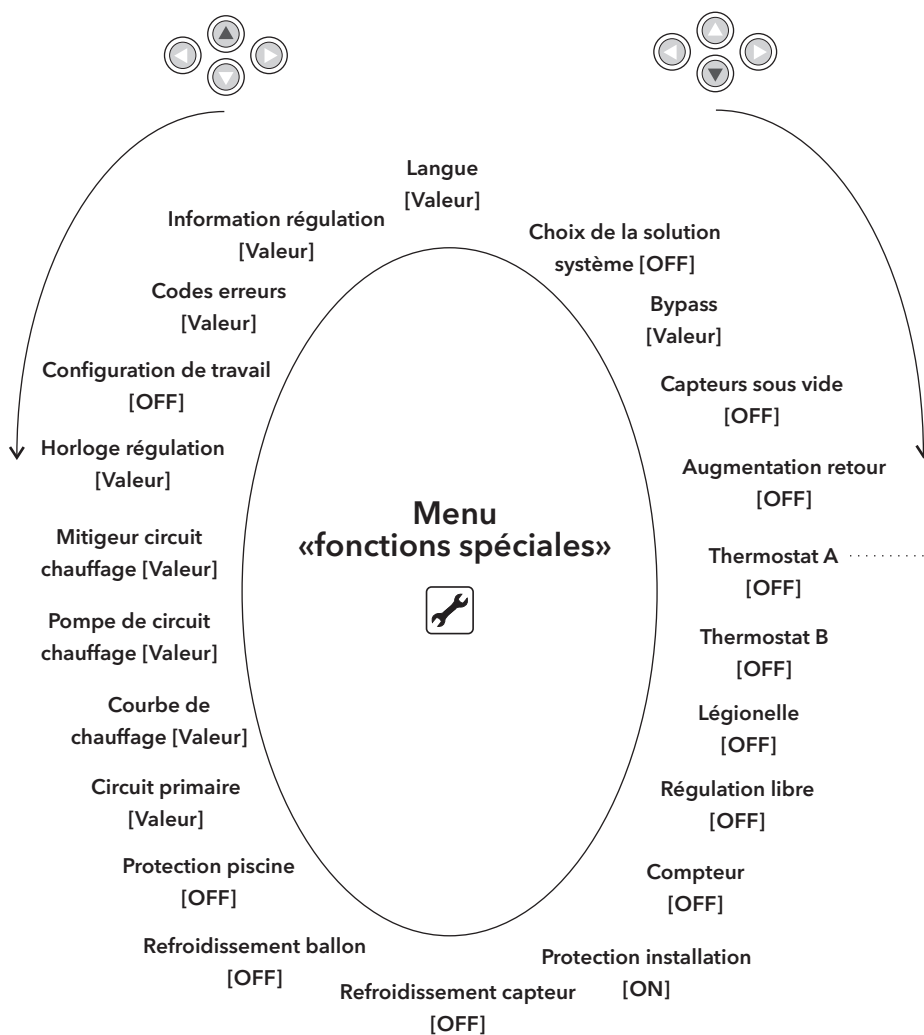 Langue
[Valeur]
Choix de la solution
système [OFF]
Bypass
[Valeur]
Capteurs sous vide
[OFF]
Augmentation retour
[OFF]
Thermostat A
[OFF]
Thermostat B
[OFF]
Légionelle
[OFF]
Régulation libre
[OFF]
Compteur
[OFF]
Protection installation
[ON]
Refroidissement capteur
[OFF]
Refroidissement ballon
[OFF]
Protection piscine
[OFF]
Circuit primaire
[Valeur]
Courbe de
chauffage [Valeur]
Pompe de circuit
chauffage [Valeur]
Mitigeur circuit
chauffage [Valeur]
Horloge régulation
[Valeur]
Configuration de travail
[OFF]
Codes erreurs
[Valeur]
Information régulation
[Valeur]
Menu
«fonctions spéciales»